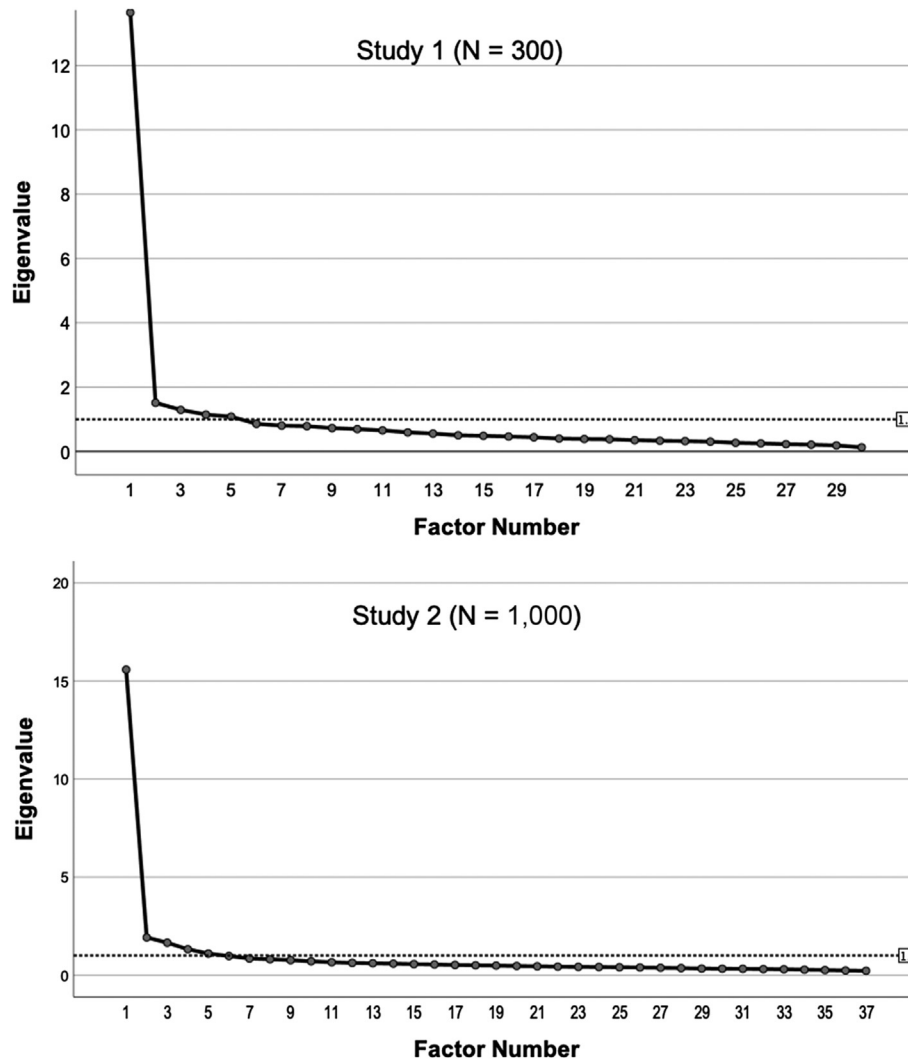 Study 1 (N = 300)
12
10
8
6
4
2
0
Eigenvalue
1.
1 3 5 7 9 11 13 15 17 19 21 23 25 27 29
Factor Number
Study 2 (N = 1,000)
20
15
10
5
0
Eigenvalue
1
1 3 5 7 9 11 13 15 17 19 21 23 25 27 29 31 33 35 37
Factor Number